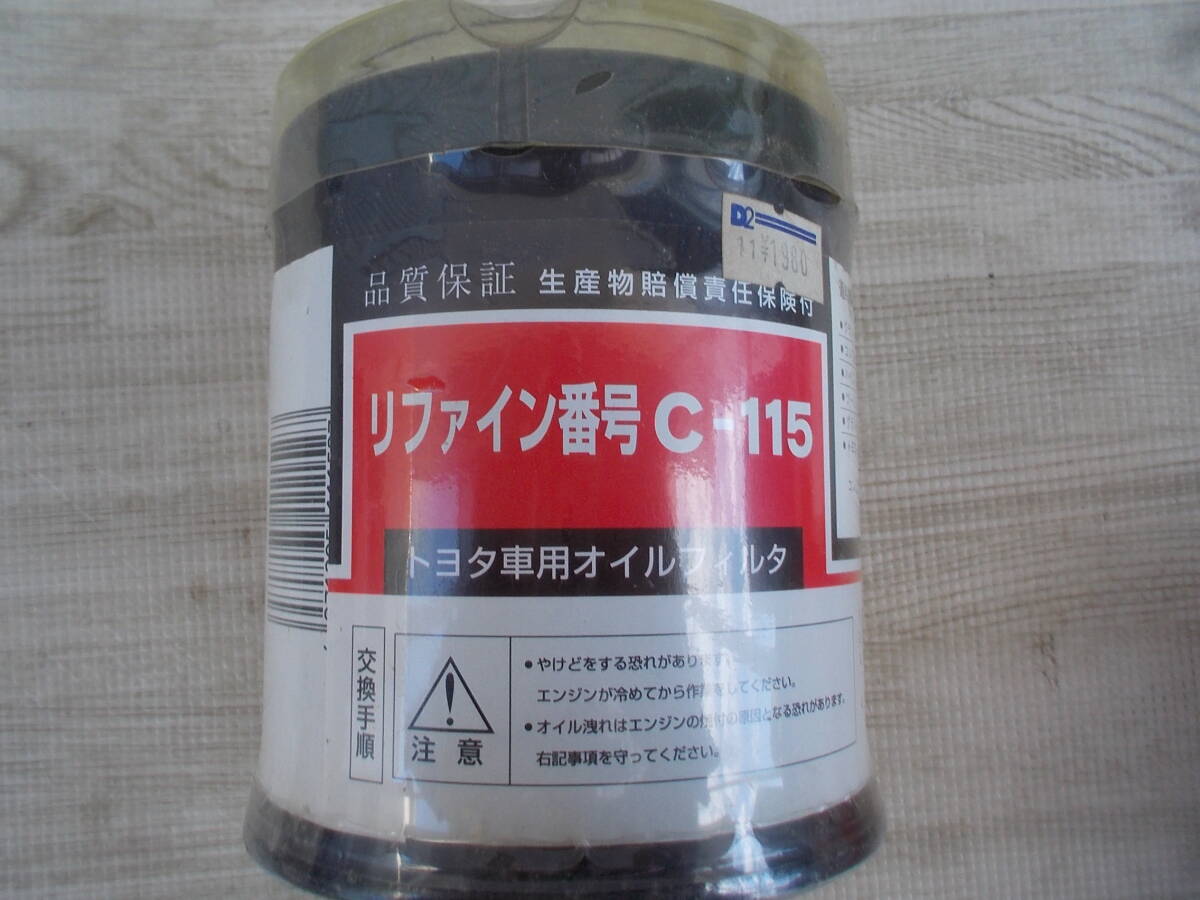 D2
11 ¥1980
品質保証 生産物賠償責任保険付
リファイン番号 C-115
トヨタ車用オイルフィルタ
交換手順
注意
●やけどをする恐れがあります。
エンジンが冷めてから作業をしてください。
●オイル洩れはエンジンの焼付の原因となる恐れがあります。
右記事項を守ってください。